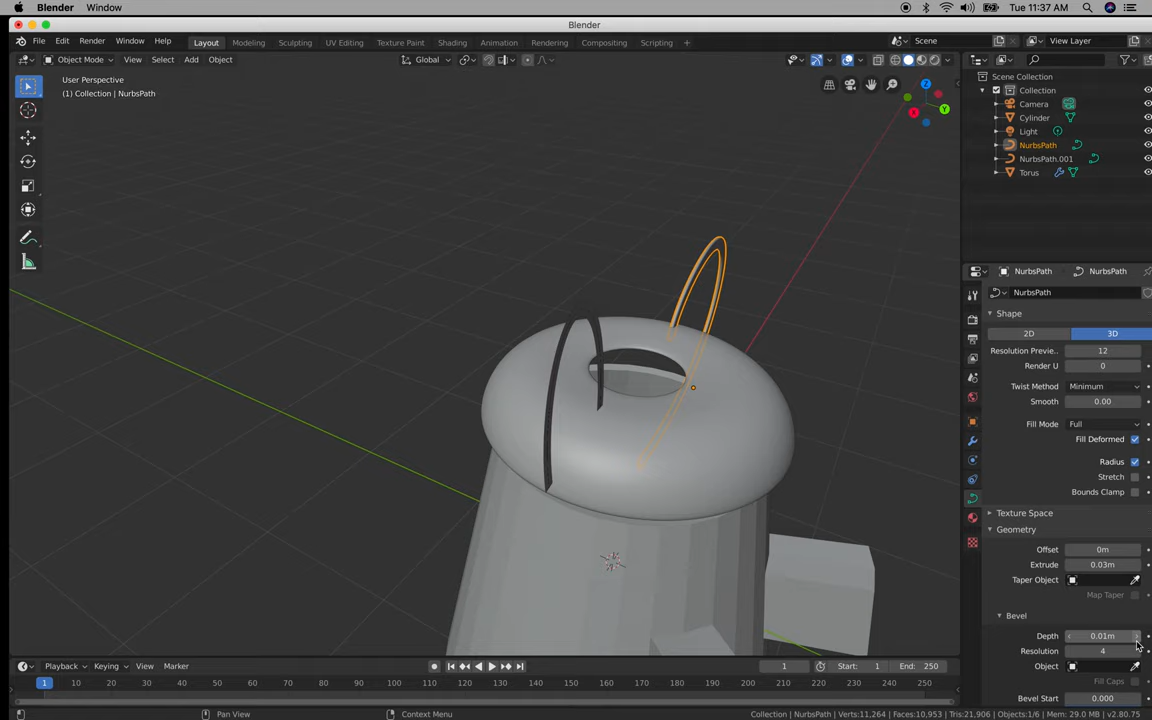 Blender Window Tue 11:37 AM
Blender
File Edit Render Window Help Layout Modeling Sculpting UV Editing Texture Paint Shading Animation Rendering Compositing Scripting + Scene View Layer
Object Mode View Select Add Object Global
User Perspective
(1) Collection | NurbsPath
X
Y
Z
Scene Collection
Collection
Camera
Cylinder
Light
NurbsPath
NurbsPath.001
Torus
NurbsPath NurbsPath
NurbsPath
Shape
2D 3D
Resolution Previe.. 12
Render U 0
Twist Method Minimum
Smooth 0.00
Fill Mode Full
Fill Deformed
Radius
Stretch
Bounds Clamp
Texture Space
Geometry
Offset 0m
Extrude 0.03m
Taper Object
Map Taper
Bevel
Depth 0.01m
Resolution 4
Object
Fill Caps
Bevel Start 0.000
Playback Keying View Marker 1 Start: 1 End: 250
1 10 20 30 40 50 60 70 80 90 100 110 120 130 140 150 160 170 180 190 200 210 220 230 240 250
Pan View Context Menu Collection | NurbsPath | Verts:11,264 | Faces:10,953 | Tris:21,906 | Objects:1/6 | Mem: 29.0 MB | v2.80.75